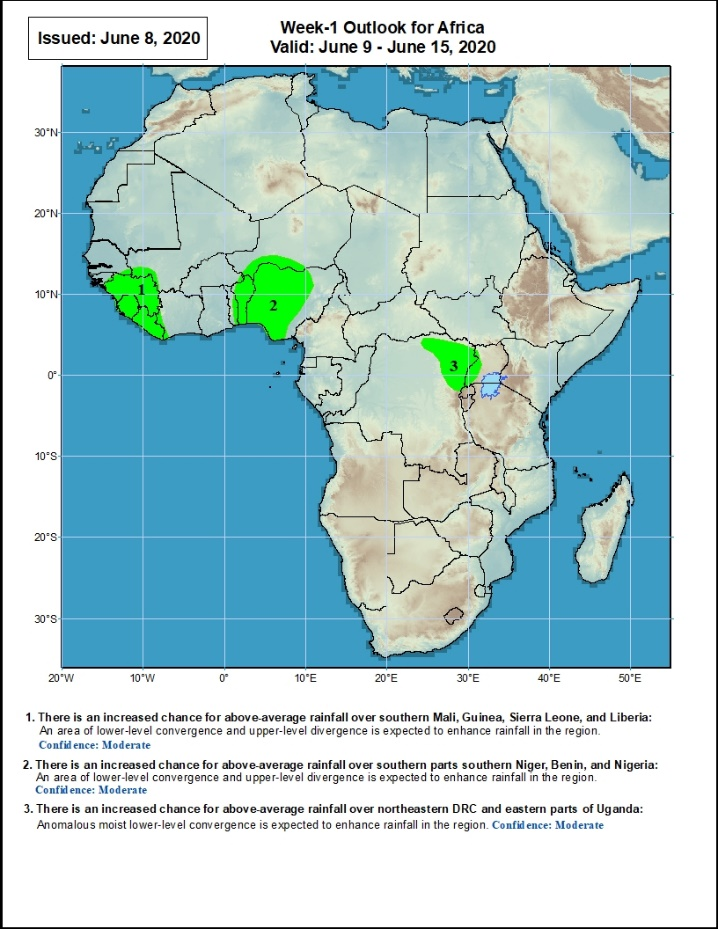 Issued: June 8, 2020
Week-1 Outlook for Africa
Valid: June 9 - June 15, 2020
30°N
20°N
10°N
0°
10°S
20°S
30°S
1
2
3
20°W
10°W
0°
10°E
20°E
30°E
40°E
50°E
1. There is an increased chance for above-average rainfall over southern Mali, Guinea, Sierra Leone, and Liberia:
An area of lower-level convergence and upper-level divergence is expected to enhance rainfall in the region.
Confidence: Moderate
2. There is an increased chance for above-average rainfall over southern parts southern Niger, Benin, and Nigeria:
An area of lower-level convergence and upper-level divergence is expected to enhance rainfall in the region.
Confidence: Moderate
3. There is an increased chance for above-average rainfall over northeastern DRC and eastern parts of Uganda:
Anomalous moist lower-level convergence is expected to enhance rainfall in the region. Confidence: Moderate